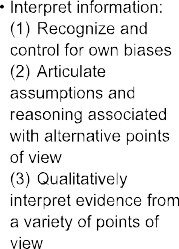 • Interpret information:
(1) Recognize and
control for own biases
(2) Articulate
assumptions and
reasoning associated
with alternative points
of view
(3) Qualitatively
interpret evidence from
a variety of points of
view